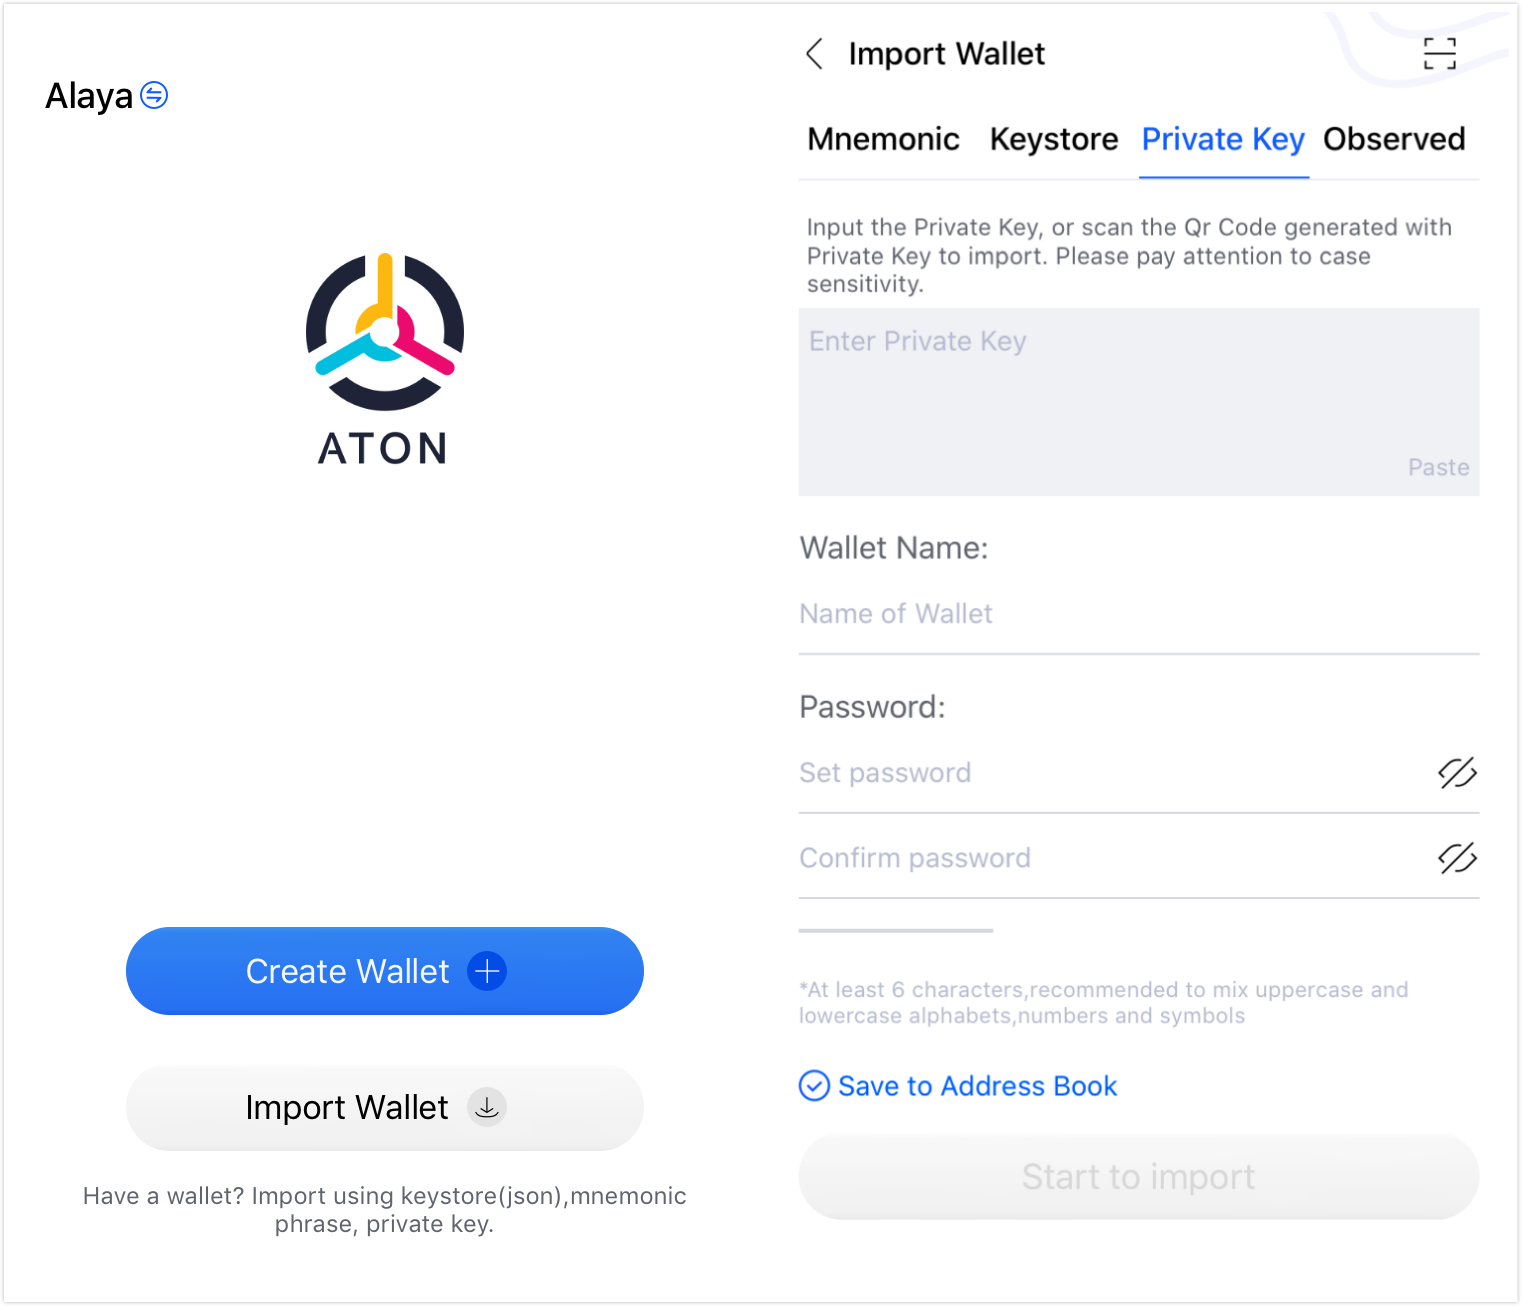 Alaya
ATON
Create Wallet
Import Wallet
Have a wallet? Import using keystore(json),mnemonic
phrase, private key.
Import Wallet
Mnemonic Keystore Private Key Observed
Input the Private Key, or scan the Qr Code generated with
Private Key to import. Please pay attention to case
sensitivity.
Enter Private Key
Paste
Wallet Name:
Name of Wallet
Password:
Set password
Confirm password
*At least 6 characters,recommended to mix uppercase and
lowercase alphabets,numbers and symbols
Save to Address Book
Start to import